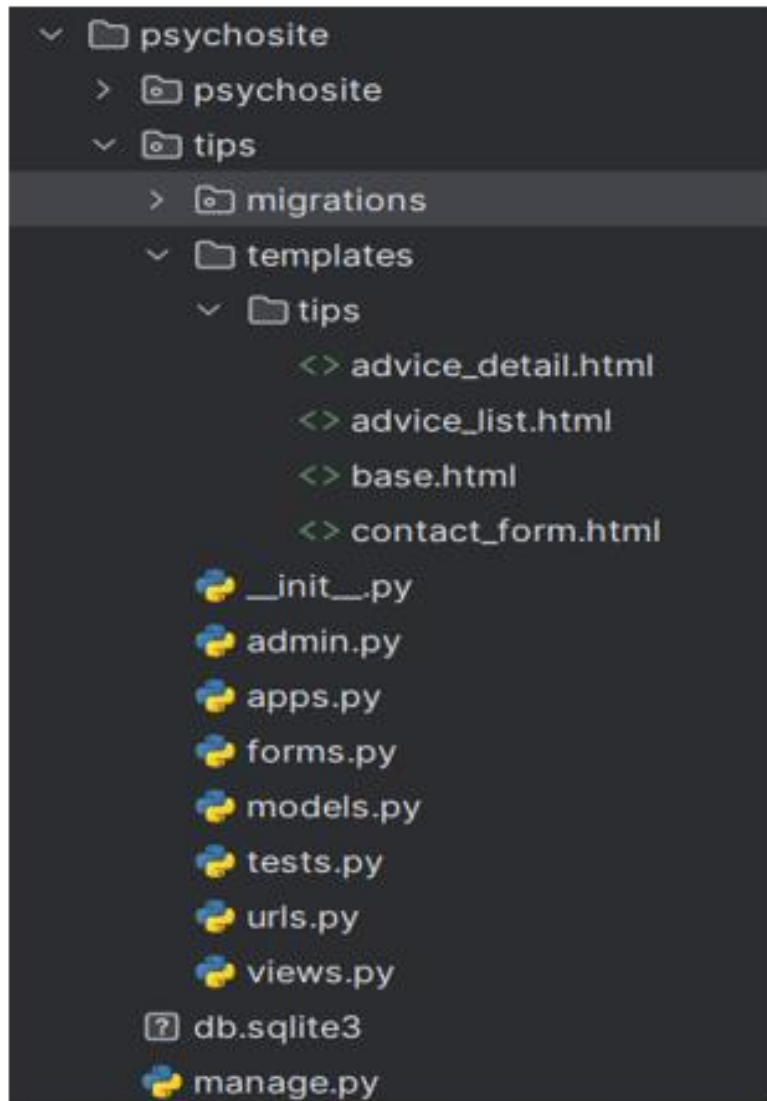 psychosite
psychosite
tips
migrations
templates
tips
advice_detail.html
advice_list.html
base.html
contact_form.html
__init__.py
admin.py
apps.py
forms.py
models.py
tests.py
urls.py
views.py
db.sqlite3
manage.py